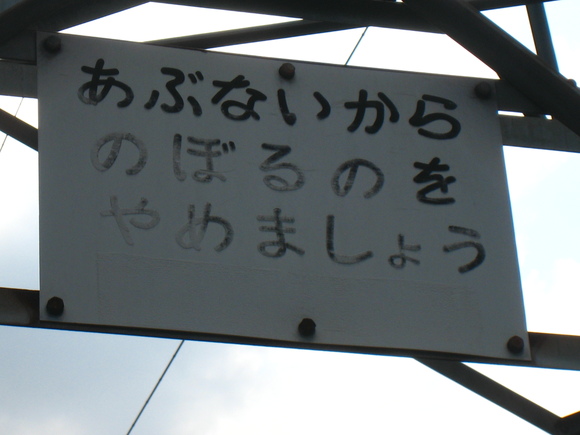 あぶないから
のぼるのを
やめましょう